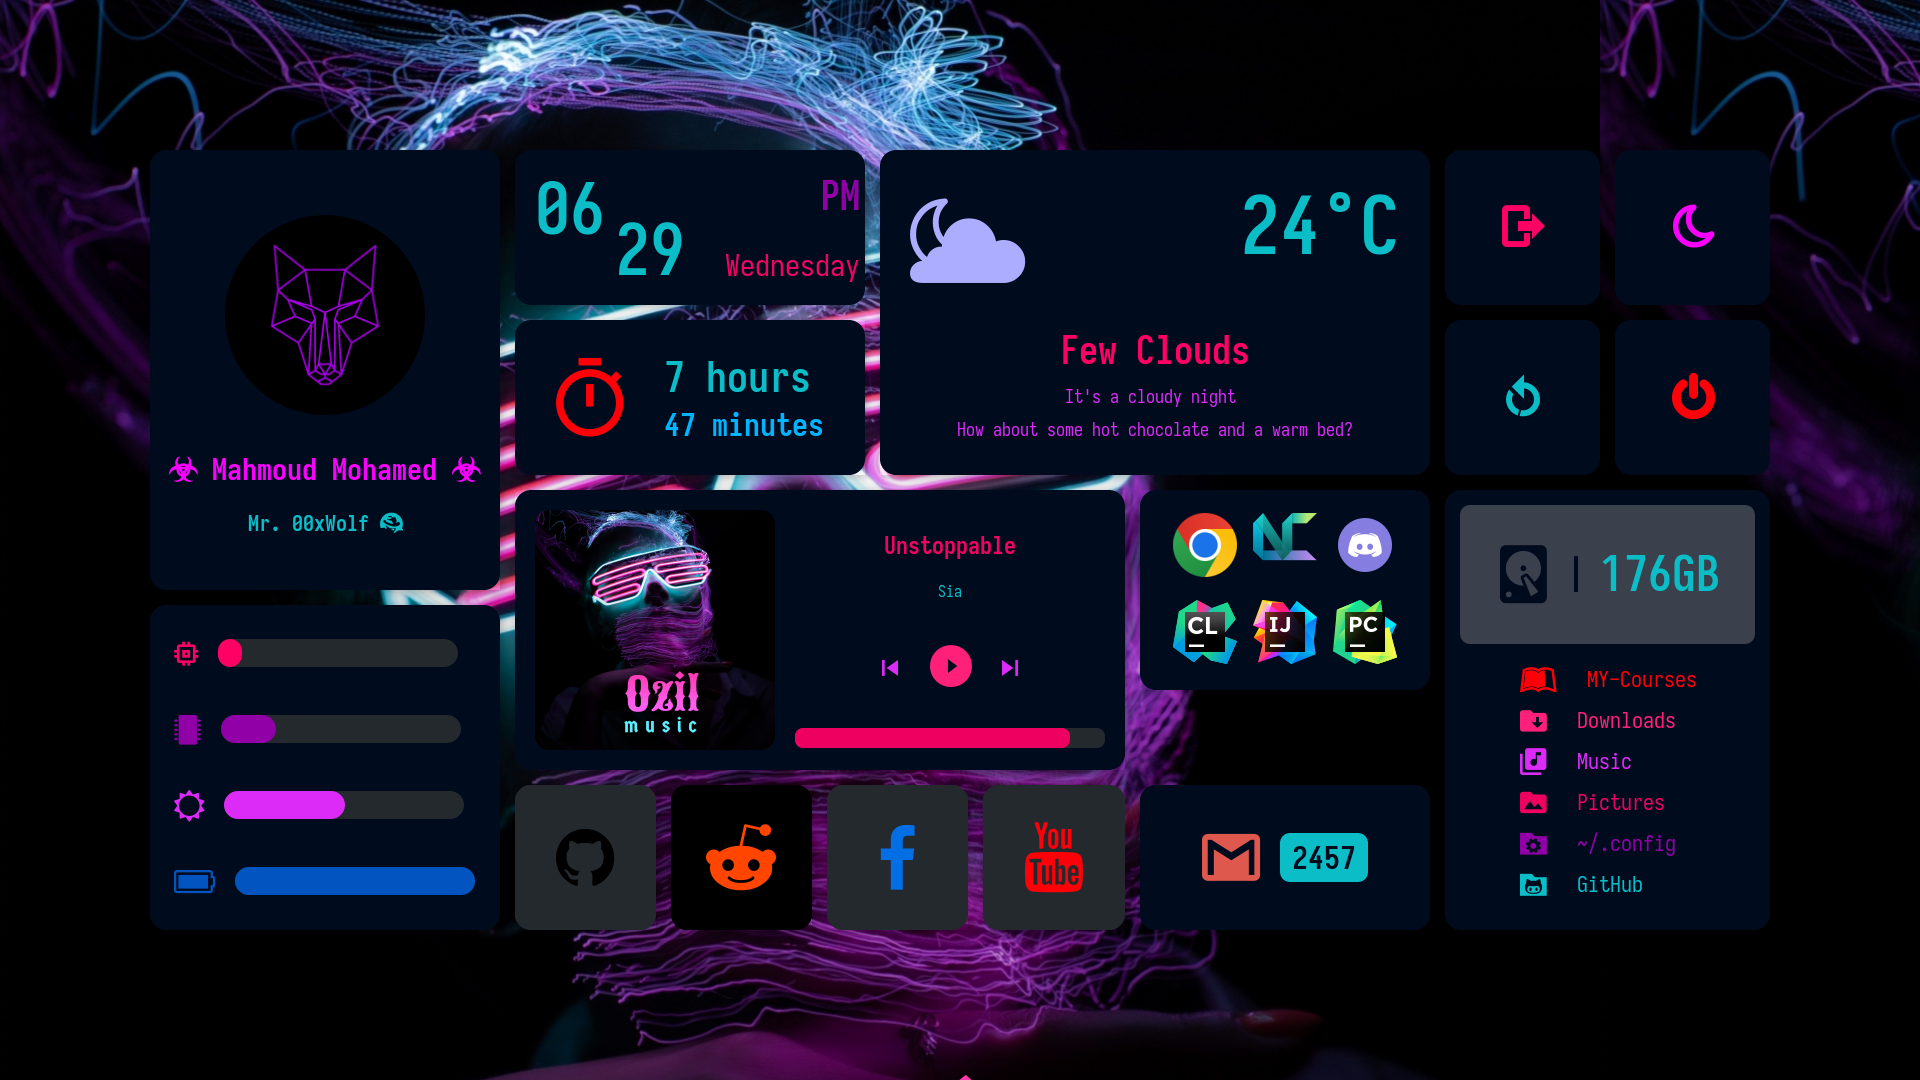 ☣ Mahmoud Mohamed ☣
Mr. 00xWolf
06
29
PM
Wednesday
7 hours
47 minutes
24°C
Few Clouds
It's a cloudy night
How about some hot chocolate and a warm bed?
Ozil
music
Unstoppable
Sia
NC
CL
IJ
PC
176GB
MY-Courses
Downloads
Music
Pictures
~/.config
GitHub
You
Tube
2457